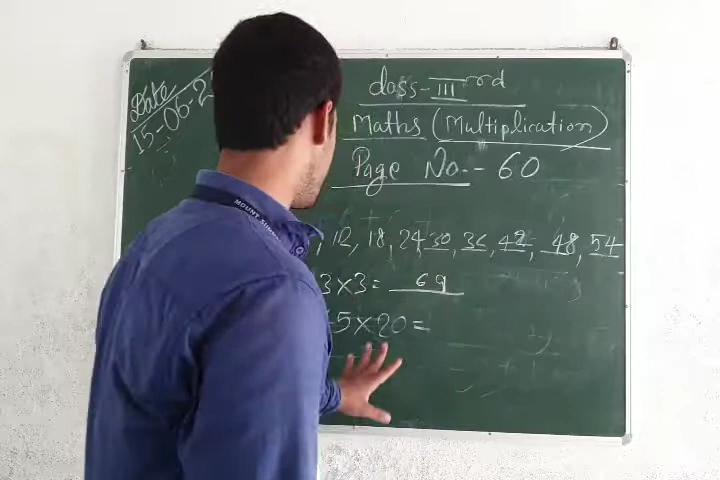 Date
15-06-2
Class-III rd
Maths (Multiplication)
Page No.- 60
, 12, 18, 24, 30, 36, 42, 48, 54
3×3= 69
5×20=
MOUNT